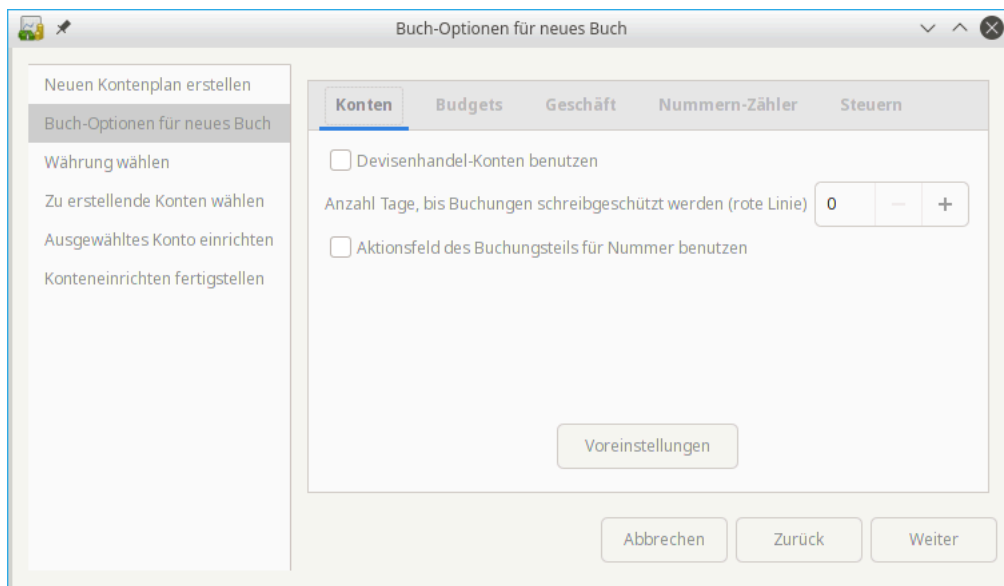 Buch-Optionen für neues Buch
Neuen Kontenplan erstellen
Buch-Optionen für neues Buch
Währung wählen
Zu erstellende Konten wählen
Ausgewähltes Konto einrichten
Konteneinrichten fertigstellen
Konten Budgets Geschäft Nummern-Zähler Steuern
Devisenhandel-Konten benutzen
Anzahl Tage, bis Buchungen schreibgeschützt werden (rote Linie) 0 − +
Aktionsfeld des Buchungsteils für Nummer benutzen
Voreinstellungen
Abbrechen Zurück Weiter